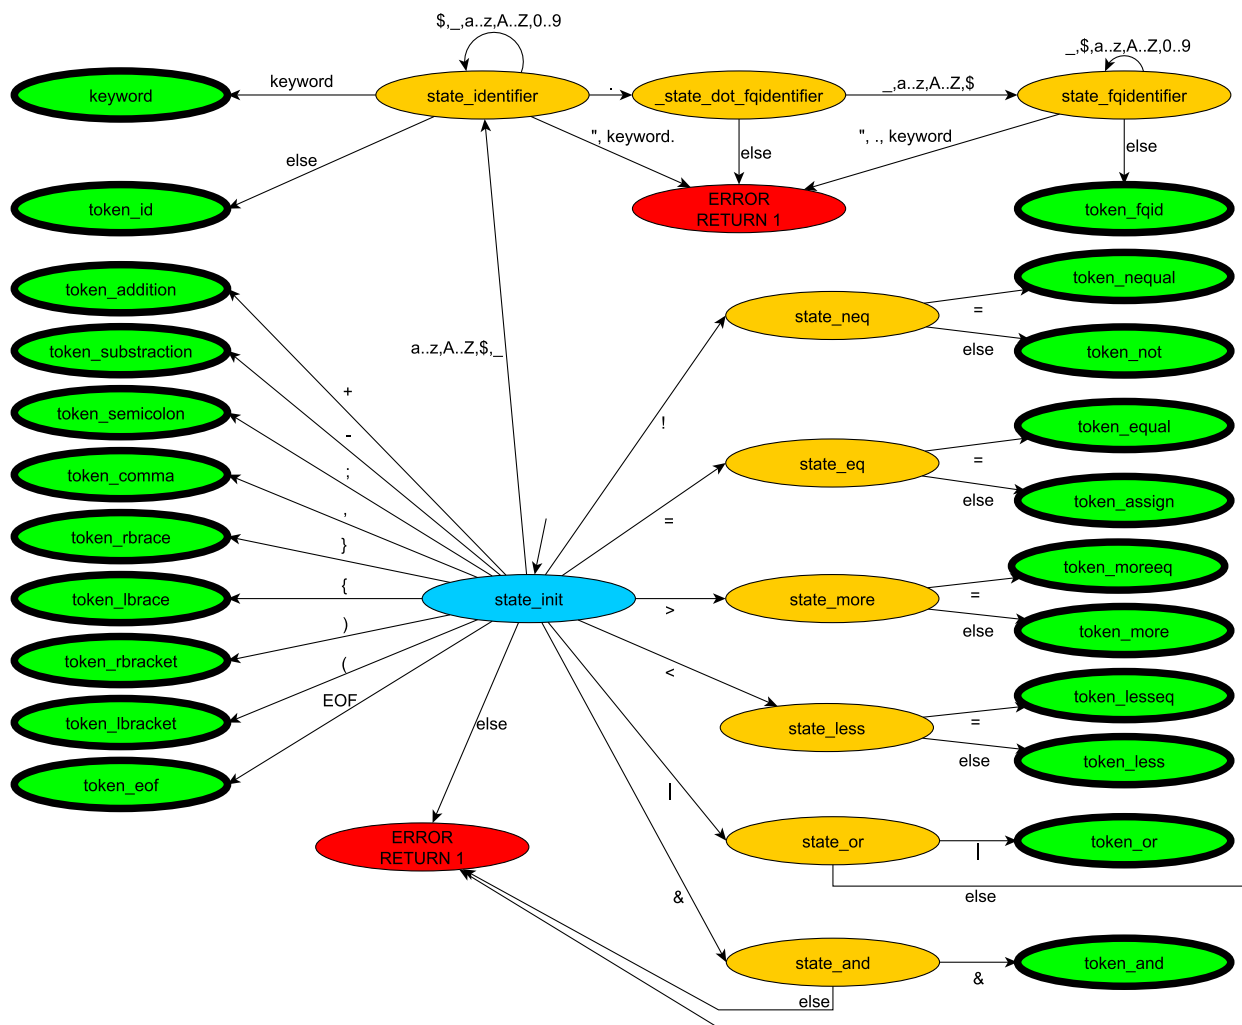 $,_,a..z,A..Z,0..9
_,$,a..z,A..Z,0..9
keyword
keyword
state_identifier
.
_state_dot_fqidentifier
_,a..z,A..Z,$
state_fqidentifier
else
", keyword.
else
", ., keyword
else
token_id
ERROR
RETURN 1
token_fqid
token_addition
token_nequal
state_neq
=
else
token_not
token_substraction
a..z,A..Z,$,_
+
-
!
token_semicolon
token_equal
state_eq
=
else
token_assign
token_comma
;
,
=
token_rbrace
}
token_moreeq
token_lbrace
{
state_init
>
state_more
=
else
token_more
token_rbracket
)
(
<
token_lesseq
token_lbracket
EOF
else
state_less
=
else
token_less
token_eof
|
ERROR
RETURN 1
state_or
|
token_or
else
&
state_and
&
token_and
else